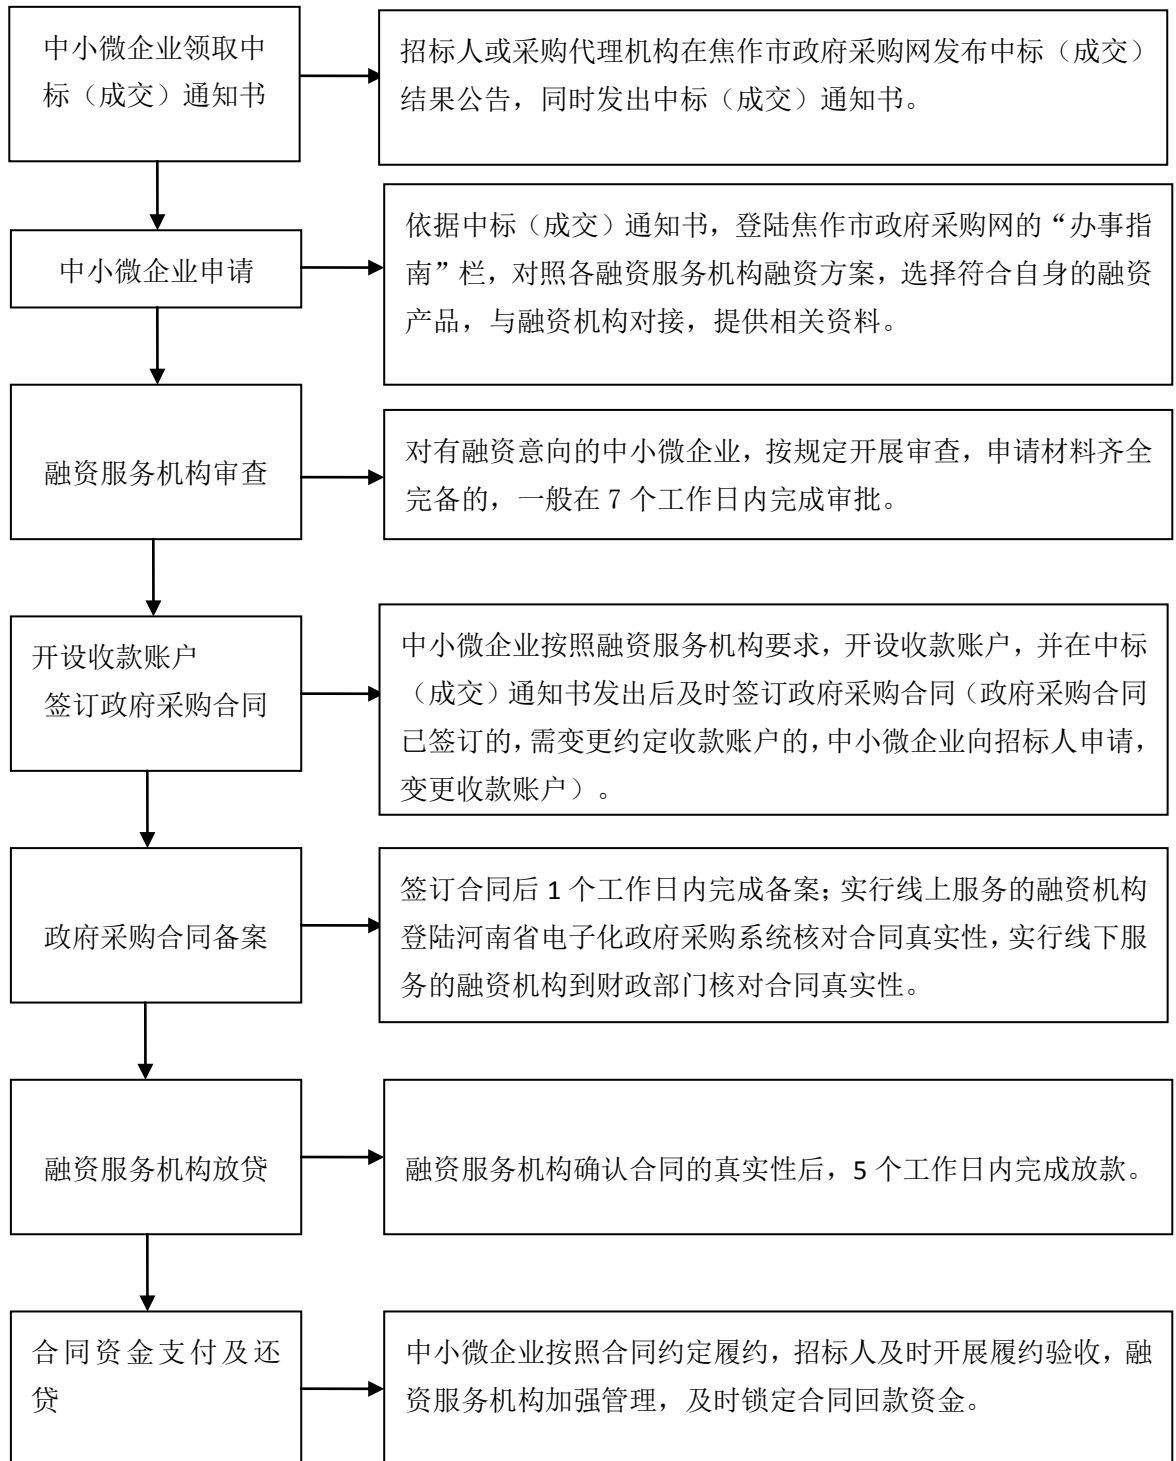 中小微企业领取中
标（成交）通知书
招标人或采购代理机构在焦作市政府采购网发布中标（成交）
结果公告，同时发出中标（成交）通知书。
中小微企业申请
依据中标（成交）通知书，登陆焦作市政府采购网的“办事指
南”栏，对照各融资服务机构融资方案，选择符合自身的融资
产品，与融资机构对接，提供相关资料。
融资服务机构审查
对有融资意向的中小微企业，按规定开展审查，申请材料齐全
完备的，一般在 7 个工作日内完成审批。
开设收款账户
签订政府采购合同
中小微企业按照融资服务机构要求，开设收款账户，并在中标
（成交）通知书发出后及时签订政府采购合同（政府采购合同
已签订的，需变更约定收款账户的，中小微企业向招标人申请，
变更收款账户）。
政府采购合同备案
签订合同后 1 个工作日内完成备案；实行线上服务的融资机构
登陆河南省电子化政府采购系统核对合同真实性，实行线下服
务的融资机构到财政部门核对合同真实性。
融资服务机构放贷
融资服务机构确认合同的真实性后，5 个工作日内完成放款。
合同资金支付及还
贷
中小微企业按照合同约定履约，招标人及时开展履约验收，融
资服务机构加强管理，及时锁定合同回款资金。